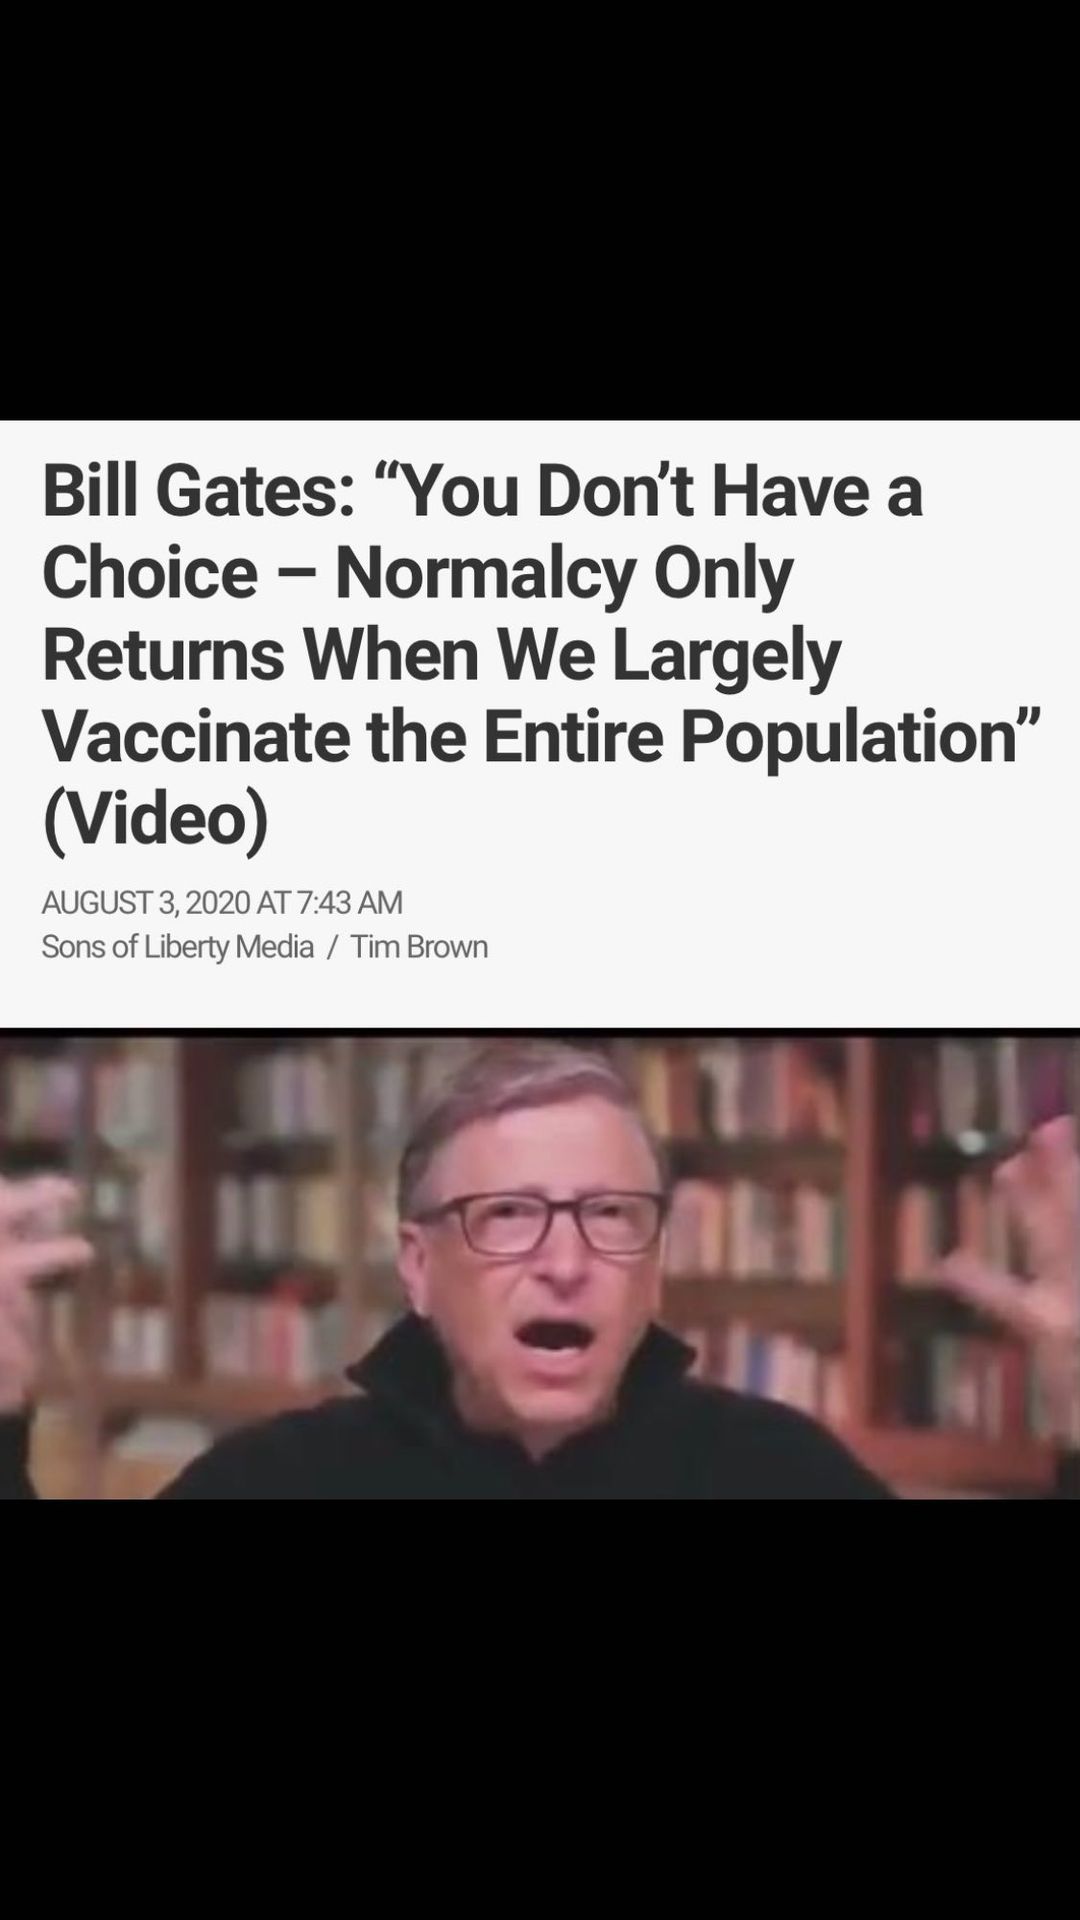 Bill Gates: “You Don’t Have a
Choice – Normalcy Only
Returns When We Largely
Vaccinate the Entire Population”
(Video)
AUGUST 3, 2020 AT 7:43 AM
Sons of Liberty Media / Tim Brown